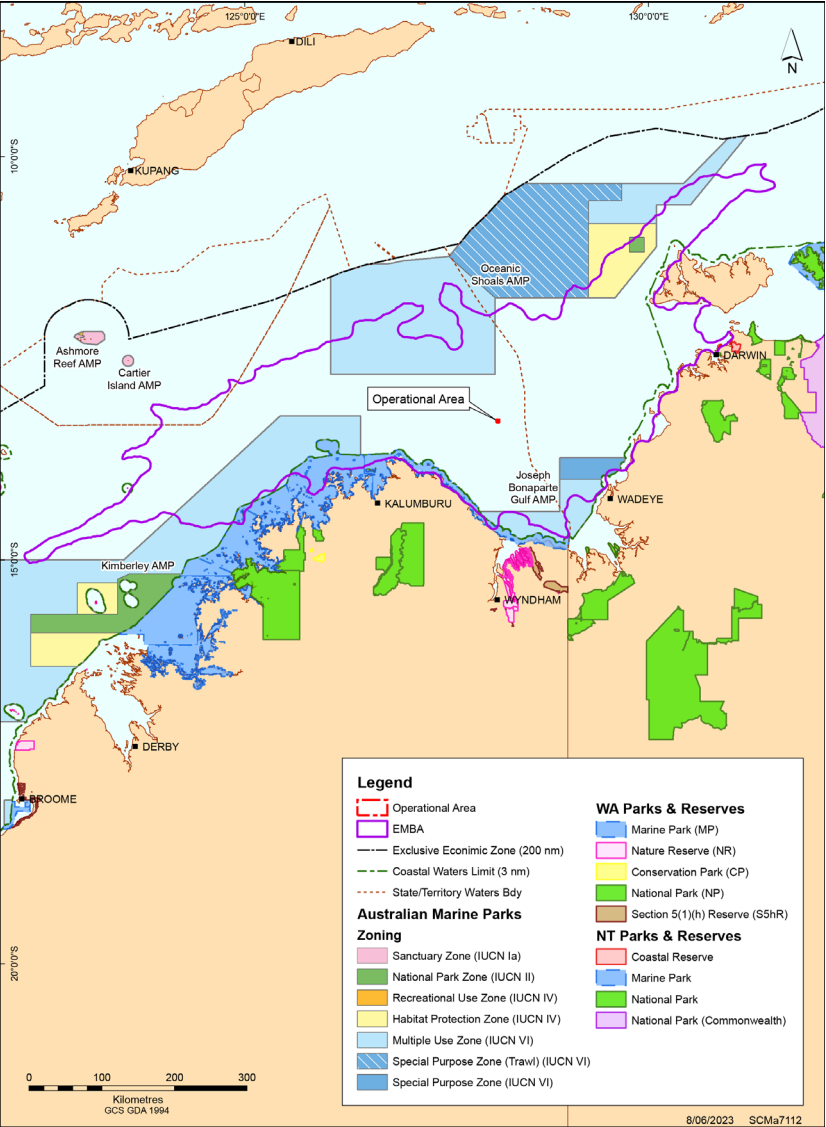 125°0'0"E
130°0'0"E
DILI
N
10°0'0"S
KUPANG
Oceanic
Shoals AMP
Ashmore
Reef AMP
Cartier
Island AMP
DARWIN
Operational Area
Joseph
Bonaparte
Gulf AMP
WADEYE
KALUMBURU
15°0'0"S
Kimberley AMP
WYNDHAM
DERBY
BROOME
20°0'0"S
Legend
Operational Area
EMBA
Exclusive Econimic Zone (200 nm)
Coastal Waters Limit (3 nm)
State/Territory Waters Bdy
Australian Marine Parks
Zoning
Sanctuary Zone (IUCN Ia)
National Park Zone (IUCN II)
Recreational Use Zone (IUCN IV)
Habitat Protection Zone (IUCN IV)
Multiple Use Zone (IUCN VI)
Special Purpose Zone (Trawl) (IUCN VI)
Special Purpose Zone (IUCN VI)
WA Parks & Reserves
Marine Park (MP)
Nature Reserve (NR)
Conservation Park (CP)
National Park (NP)
Section 5(1)(h) Reserve (S5hR)
NT Parks & Reserves
Coastal Reserve
Marine Park
National Park
National Park (Commonwealth)
0 100 200 300
Kilometres
GCS GDA 1994
8/06/2023 SCMa7112